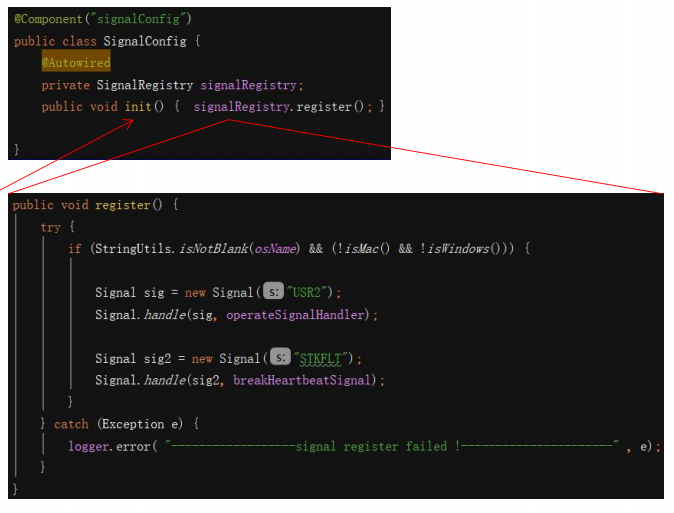 @Component("signalConfig")
public class SignalConfig {
@Autowired
private SignalRegistry signalRegistry;
public void init() { signalRegistry.register(); }
}
public void register() {
try {
if (StringUtils.isNotBlank(osName) && (!isMac() && !isWindows())) {
Signal sig = new Signal( s: "USR2");
Signal.handle(sig, operateSignalHandler);
Signal sig2 = new Signal( s: "STKFLT");
Signal.handle(sig2, breakHeartbeatSignal);
}
} catch (Exception e) {
logger.error( "------------------signal register failed !----------------------" , e);
}
}